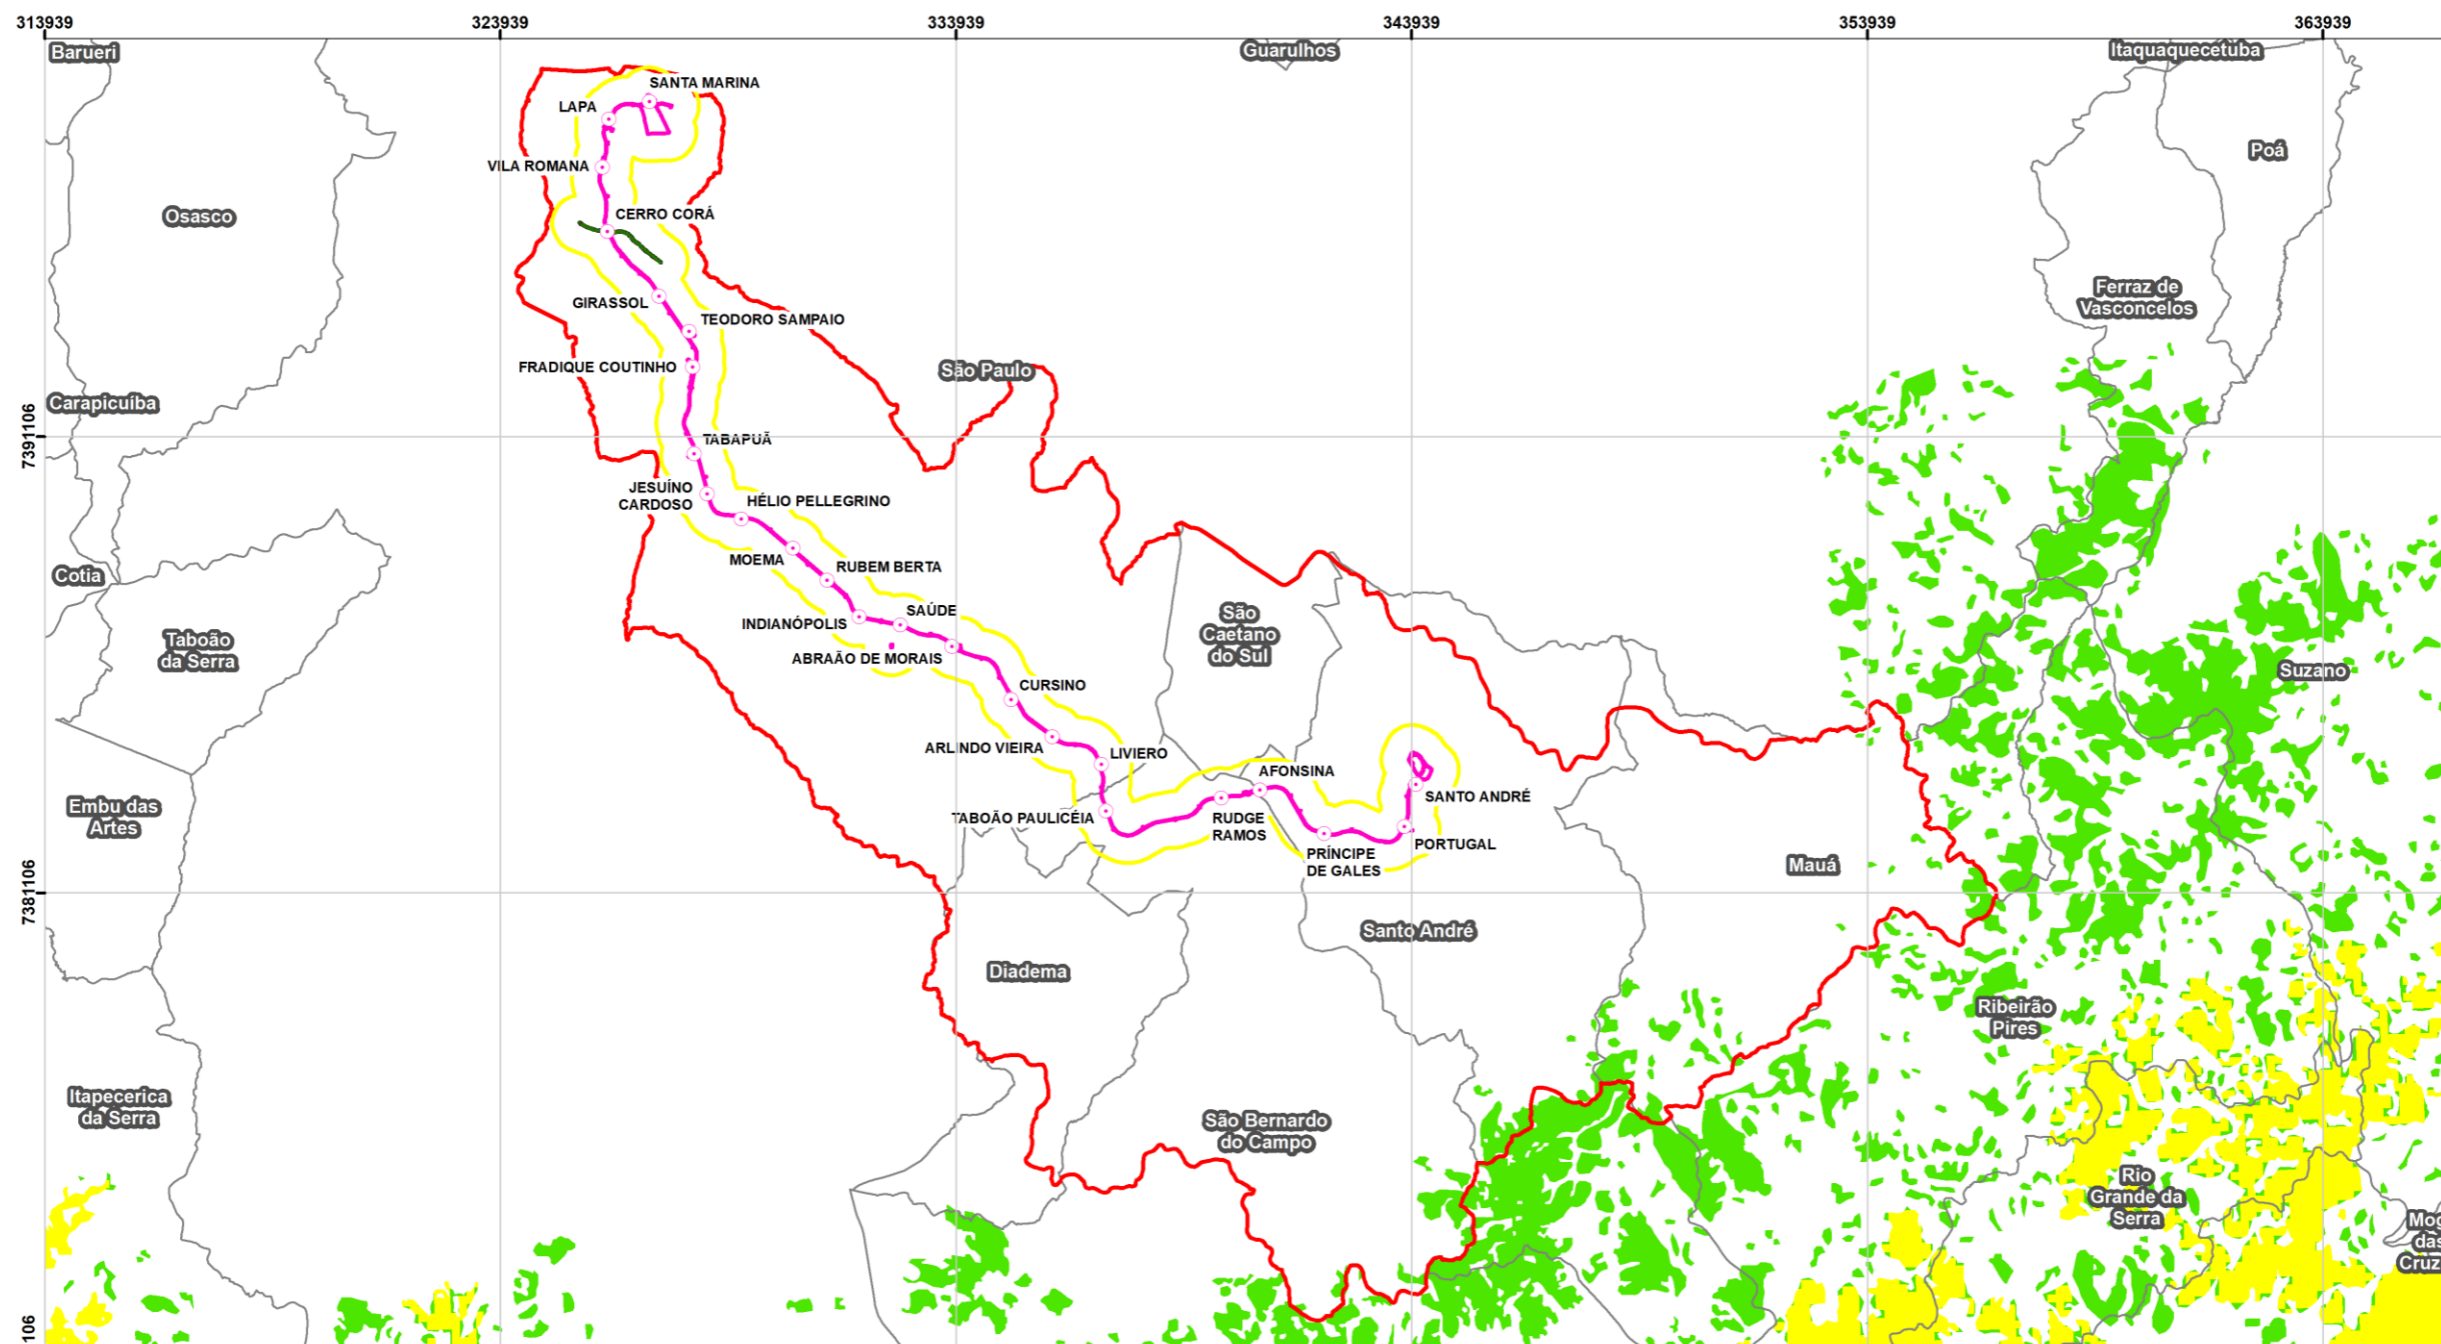 313939
323939
333939
343939
353939
363939
Barueri
Guarulhos
Itaquaquecetuba
SANTA MARINA
LAPA
Poá
VILA ROMANA
Osasco
CERRO CORÁ
Ferraz de
Vasconcelos
GIRASSOL
TEODORO SAMPAIO
FRADIQUE COUTINHO
São Paulo
Carapicuíba
7391106
TABAPUÃ
JESUÍNO
CARDOSO
HÉLIO PELLEGRINO
MOEMA
RUBEM BERTA
Cotia
INDIANÓPOLIS
SAÚDE
São
Caetano
do Sul
Taboão
da Serra
ABRAÃO DE MORAIS
Suzano
CURSINO
ARLINDO VIEIRA
LIVIERO
AFONSINA
SANTO ANDRÉ
Embu das
Artes
TABOÃO PAULICÉIA
RUDGE
RAMOS
PORTUGAL
PRÍNCIPE
DE GALES
Mauá
7381106
Santo André
Diadema
Ribeirão
Pires
Itapecerica
da Serra
São Bernardo
do Campo
Rio
Grande da
Serra
Mog
das
Cruz
106